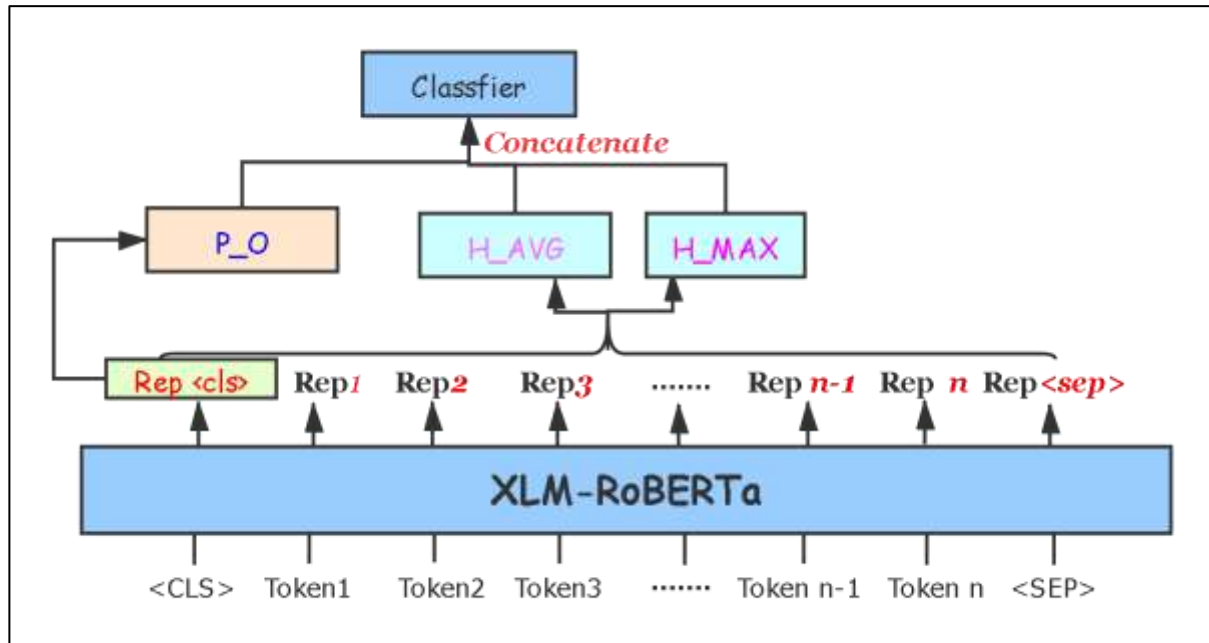 Classfier
Concatenate
P_O H_AVG H_MAX
Rep <cls> Rep1 Rep2 Rep3 ······· Rep n-1 Rep n Rep<sep>
XLM-RoBERTa
<CLS> Token1 Token2 Token3 ······· Token n-1 Token n <SEP>